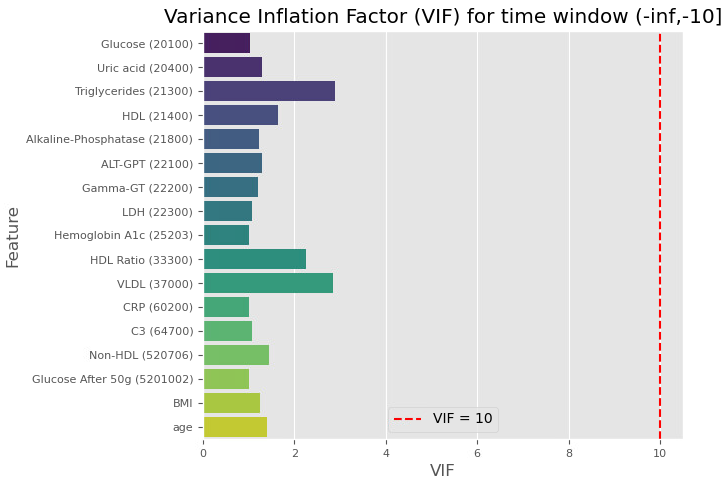 Variance Inflation Factor (VIF) for time window (-inf,-10]
Glucose (20100)
Uric acid (20400)
Triglycerides (21300)
HDL (21400)
Alkaline-Phosphatase (21800)
ALT-GPT (22100)
Gamma-GT (22200)
LDH (22300)
Hemoglobin A1c (25203)
HDL Ratio (33300)
VLDL (37000)
CRP (60200)
C3 (64700)
Non-HDL (520706)
Glucose After 50g (5201002)
BMI
age
Feature
VIF = 10
0 2 4 6 8 10
VIF